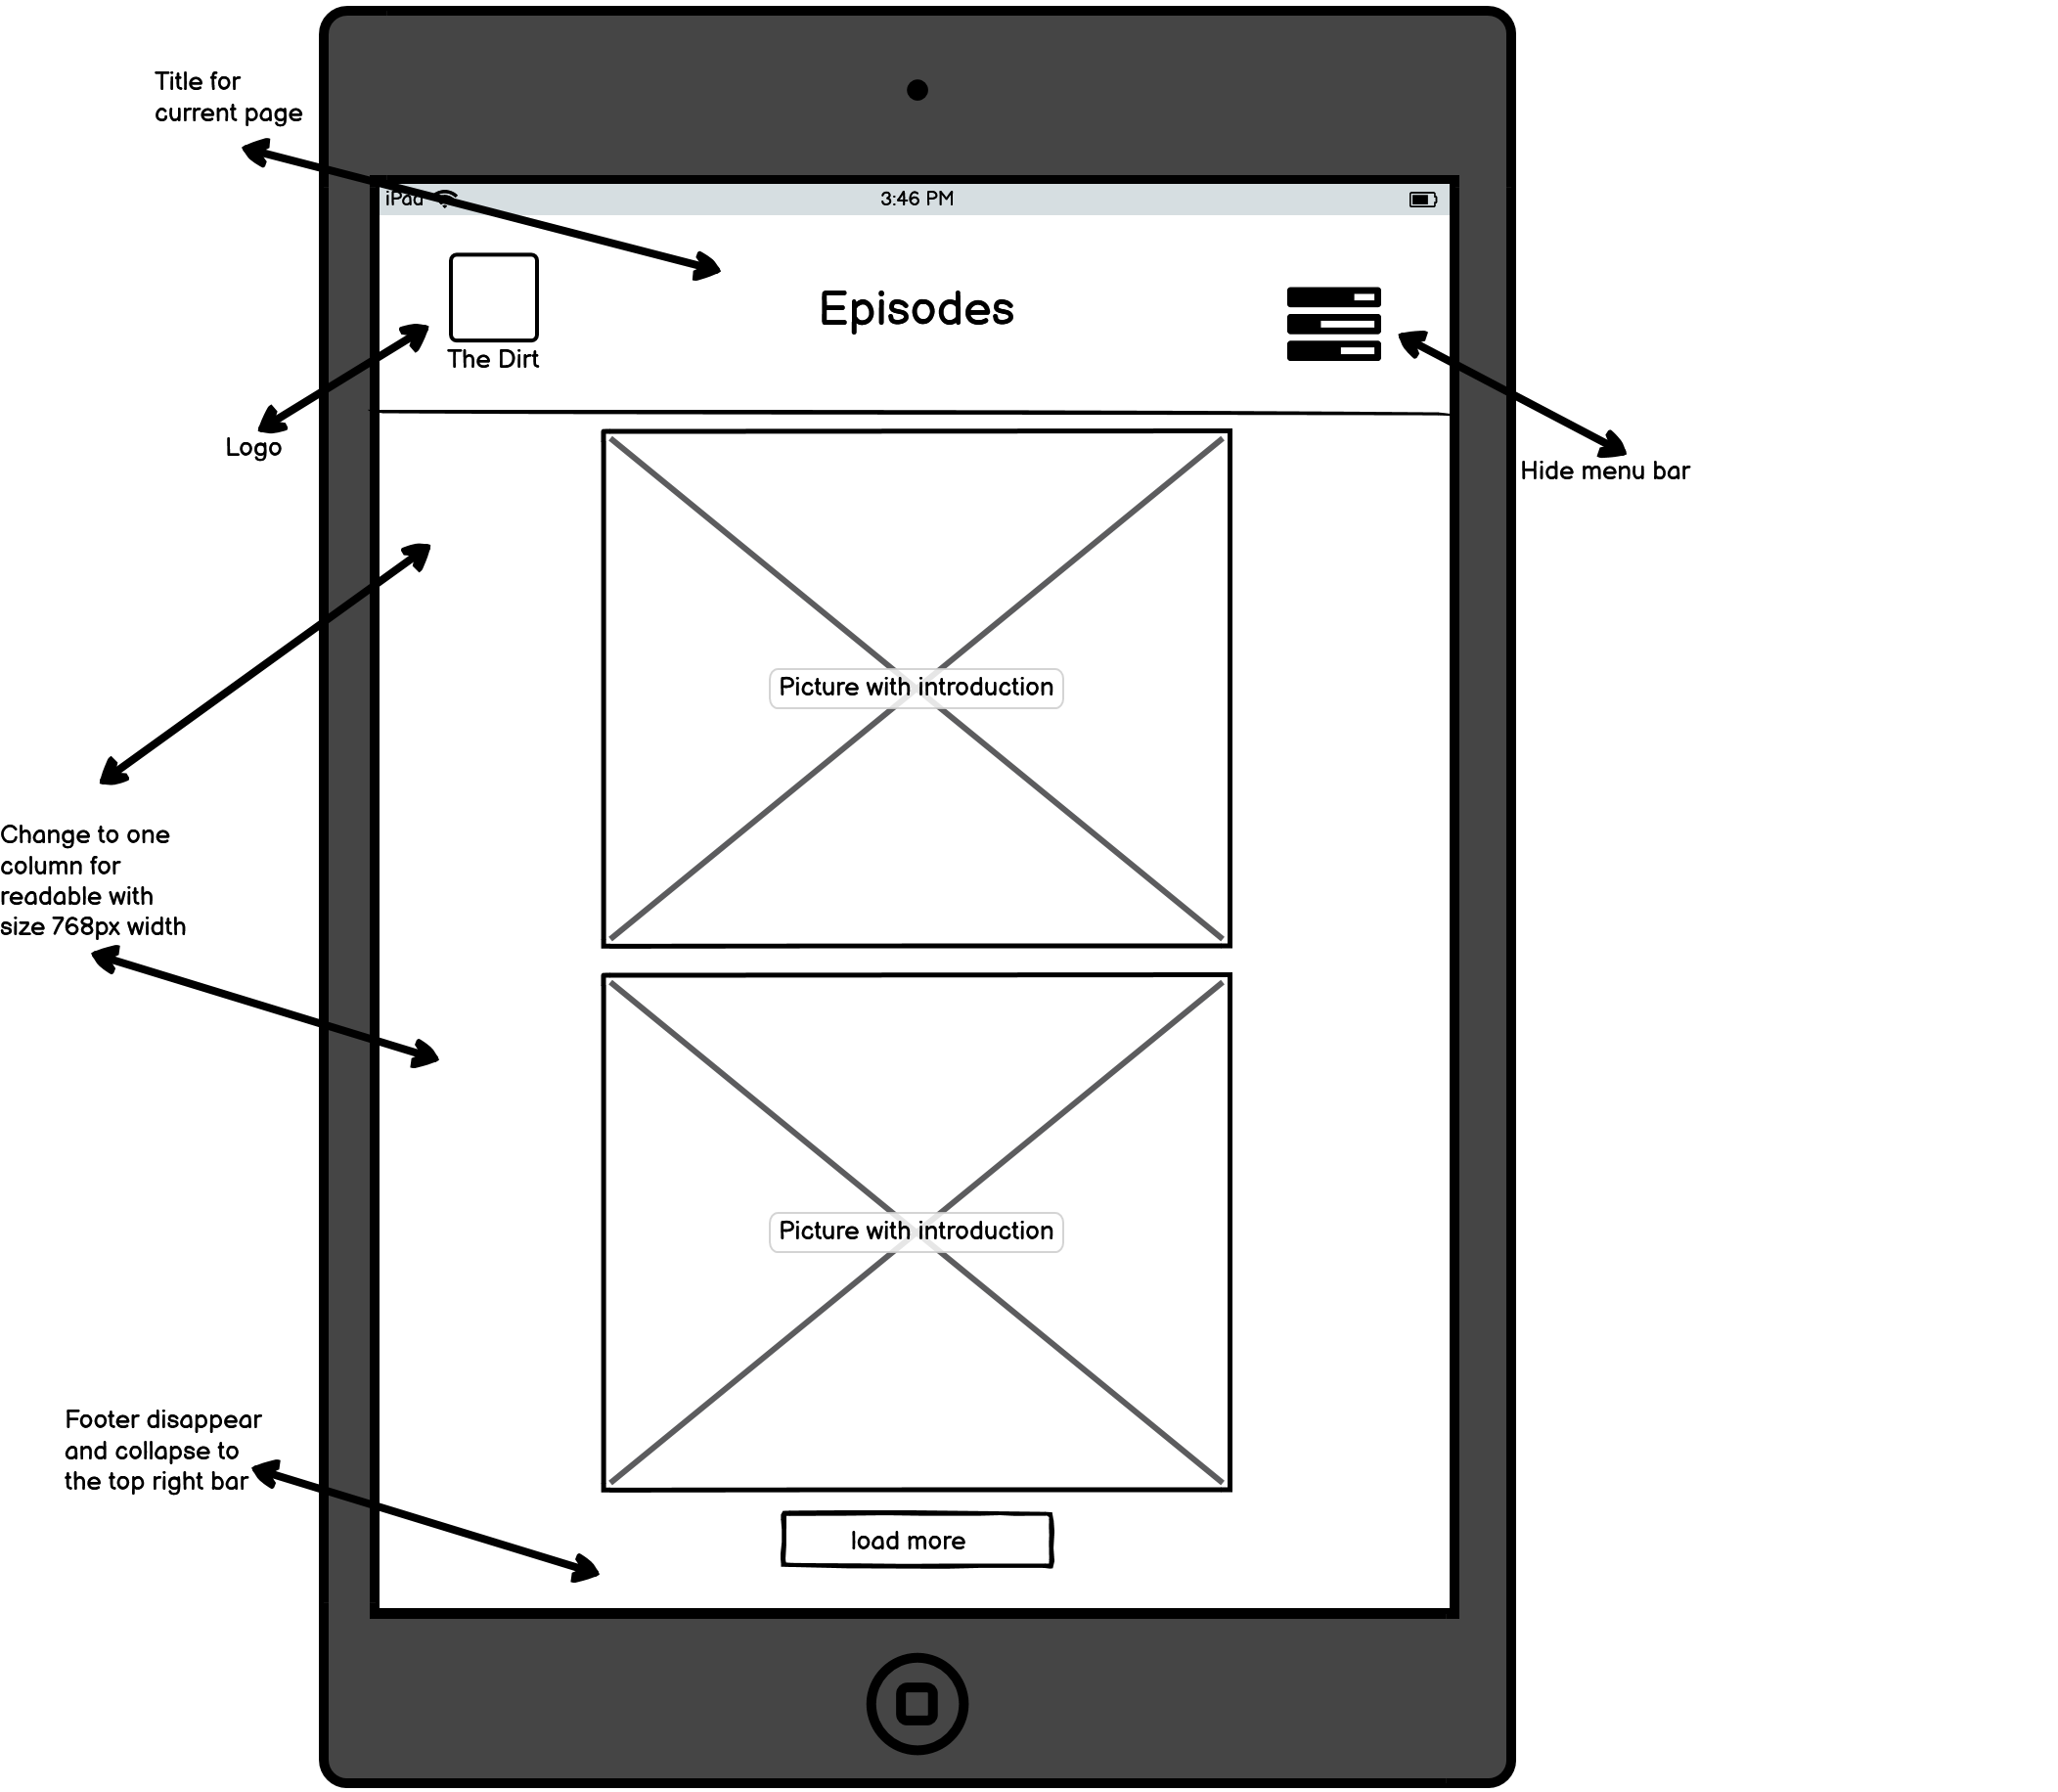 Title for
current page
iPad
3:46 PM
Episodes
The Dirt
Logo
Hide menu bar
Picture with introduction
Change to one
column for
readable with
size 768px width
Picture with introduction
Footer disappear
and collapse to
the top right bar
load more